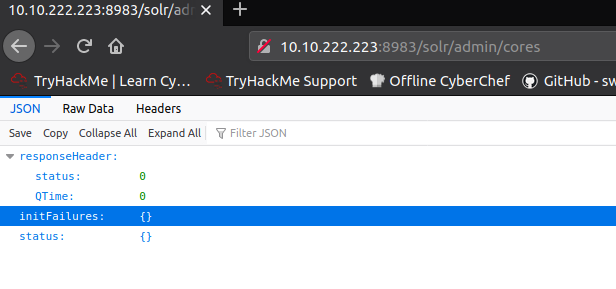 10.10.222.223:8983/solr/adr
10.10.222.223:8983/solr/admin/cores
TryHackMe | Learn Cy… TryHackMe Support Offline CyberChef GitHub - sw
JSON Raw Data Headers
Save Copy Collapse All Expand All Filter JSON
responseHeader:
status: 0
QTime: 0
initFailures: {}
status: {}